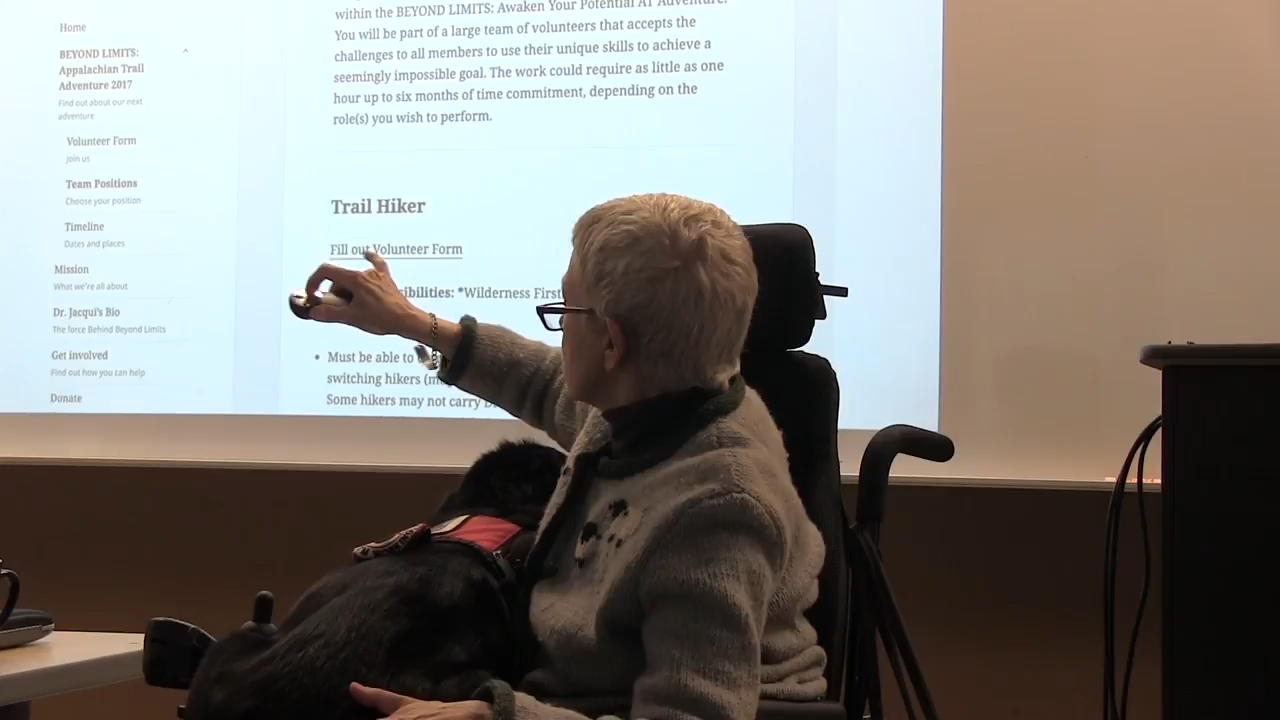 Home
BEYOND LIMITS:
Appalachian Trail
Adventure 2017
Find out about our next
adventure
Volunteer Form
Join us
Team Positions
Choose your position
Timeline
Dates and places
Mission
What we're all about
Dr. Jacqui's Bio
The force Behind Beyond Limits
Get involved
Find out how you can help
Donate
within the BEYOND LIMITS: Awaken Your Potential AT Adventure.
You will be part of a large team of volunteers that accepts the
challenges to all members to use their unique skills to achieve a
seemingly impossible goal. The work could require as little as one
hour up to six months of time commitment, depending on the
role(s) you wish to perform.
Trail Hiker
Fill out Volunteer Form
*Wilderness First
• Must be able to
switching hikers
Some hikers may not carry